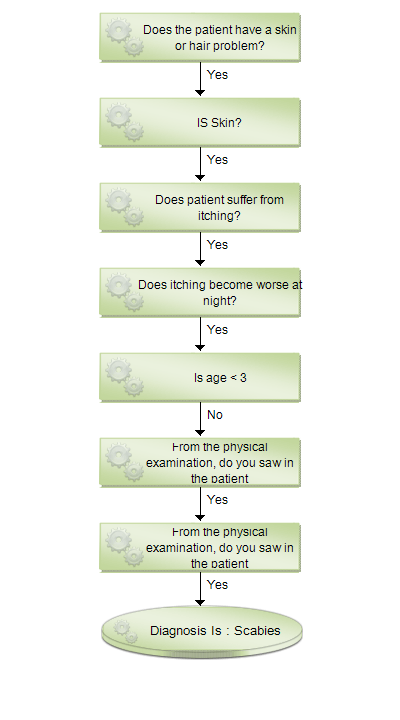 Does the patient have a skin
or hair problem?
Yes
IS Skin?
Yes
Does patient suffer from
itching?
Yes
Does itching become worse at
night?
Yes
Is age < 3
No
From the physical
examination, do you saw in
the patient
Yes
From the physical
examination, do you saw in
the patient
Yes
Diagnosis Is : Scabies